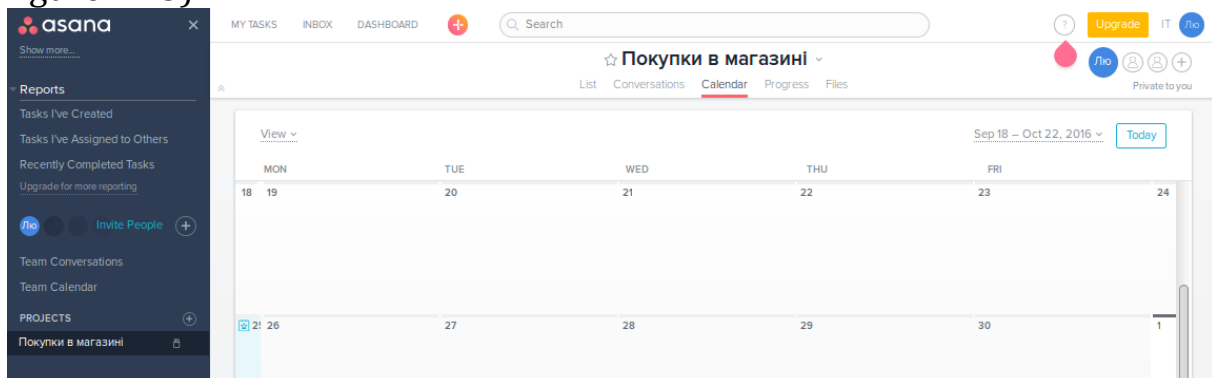 asana ×
MY TASKS INBOX DASHBOARD + Search ? Upgrade IT Лю
Show more...
☆ Покупки в магазині
Лю
List Conversations Calendar Progress Files
Private to you
Reports
Tasks I've Created
Tasks I've Assigned to Others
Recently Completed Tasks
Upgrade for more reporting
Лю Invite People +
Team Conversations
Team Calendar
PROJECTS +
Покупки в магазині
View Sep 18 – Oct 22, 2016 Today
MON TUE WED THU FRI
18 19 20 21 22 23 24
26 27 28 29 30 1